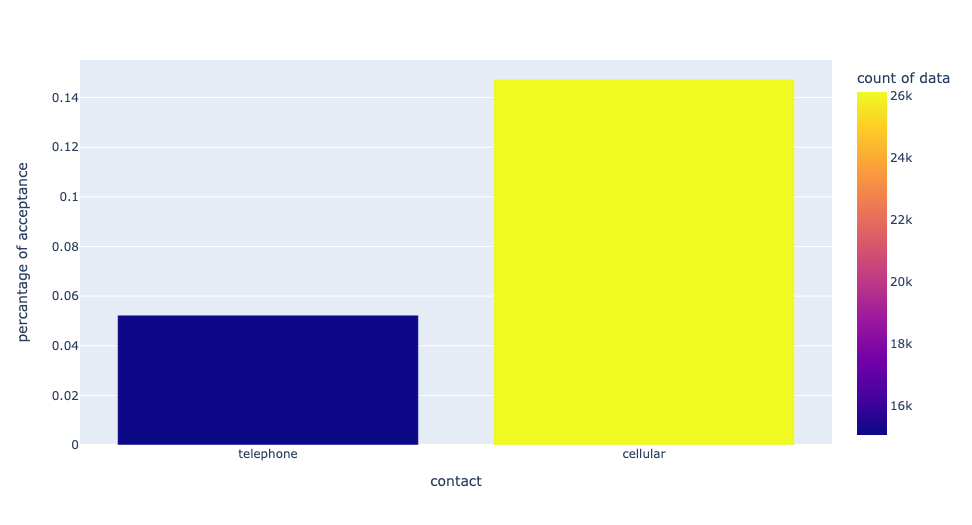 percantage of acceptance
0.14
0.12
0.1
0.08
0.06
0.04
0.02
0
telephone
cellular
contact
count of data
26k
24k
22k
20k
18k
16k